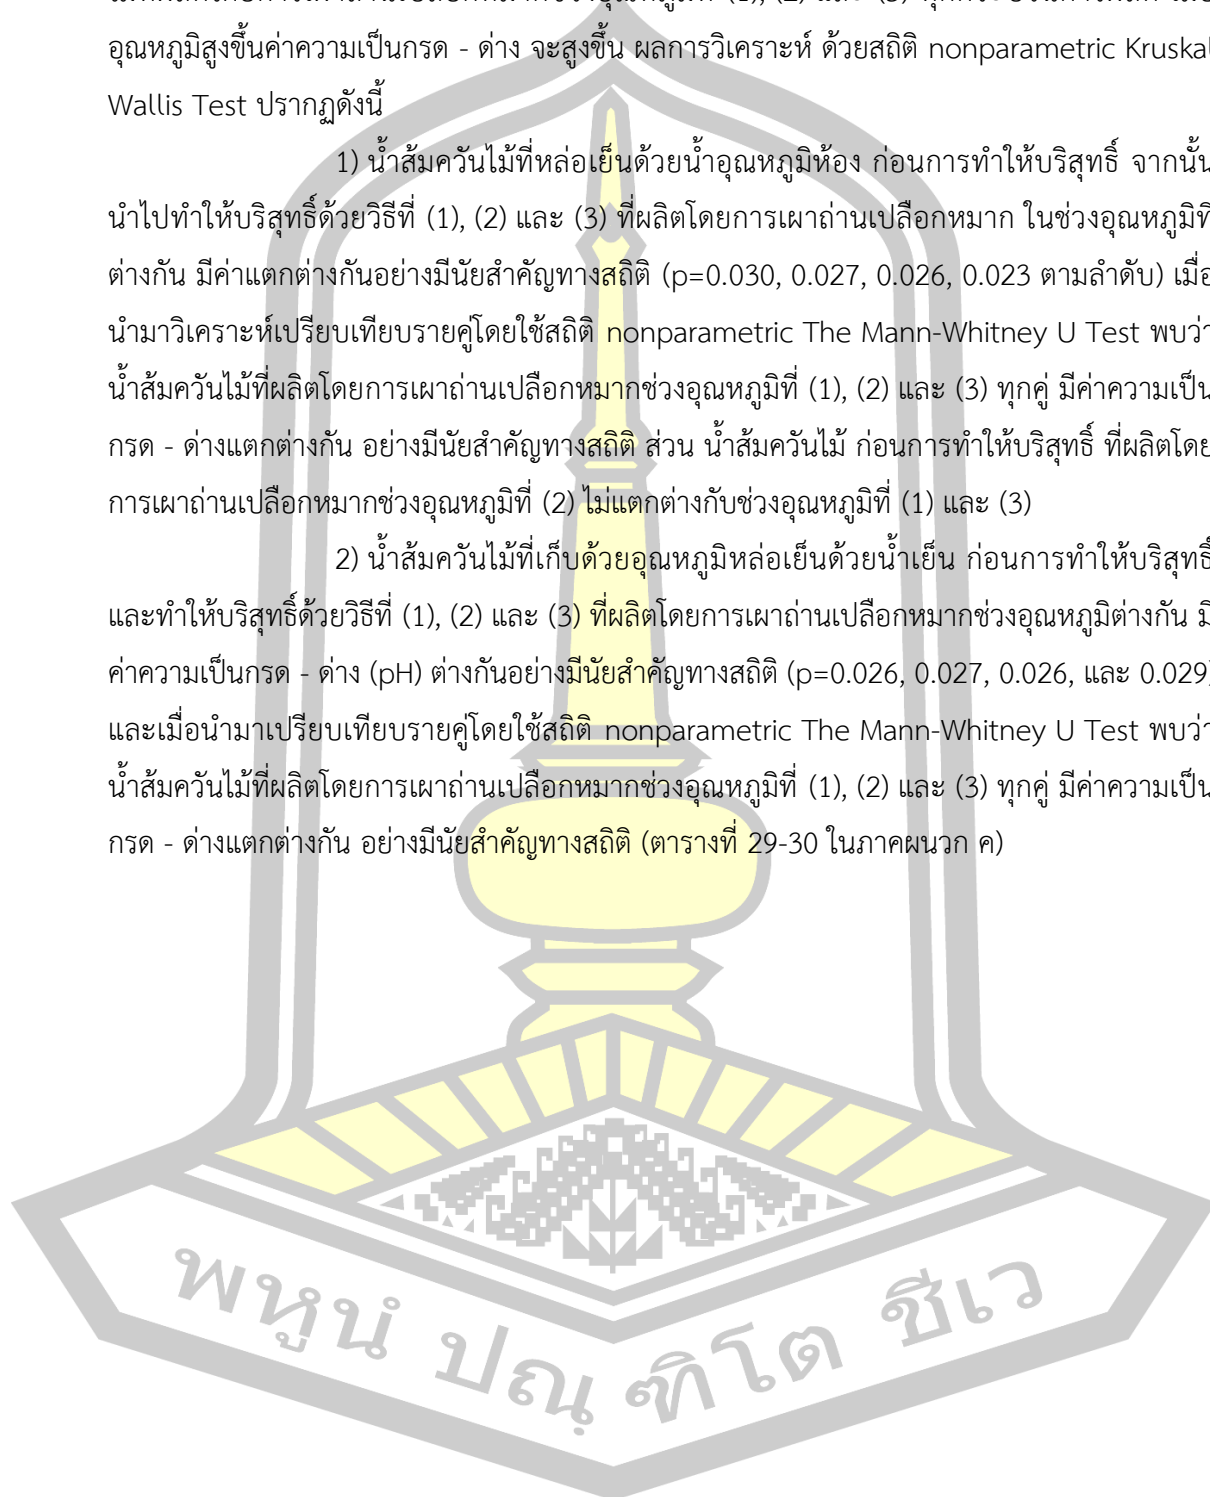 อุณหภูมิสูงขึ้นค่าความเป็นกรด - ด่าง จะสูงขึ้น ผลการวิเคราะห์ ด้วยสถิติ nonparametric Kruskal
Wallis Test ปรากฏดังนี้
1) น้ำส้มควันไม้ที่หล่อเย็นด้วยน้ำอุณหภูมิห้อง ก่อนการทำให้บริสุทธิ์ จากนั้น
นำไปทำให้บริสุทธิ์ด้วยวิธีที่ (1), (2) และ (3) ที่ผลิตโดยการเผาถ่านเปลือกหมาก ในช่วงอุณหภูมิที่
ต่างกัน มีค่าแตกต่างกันอย่างมีนัยสำคัญทางสถิติ (p=0.030, 0.027, 0.026, 0.023 ตามลำดับ) เมื่อ
นำมาวิเคราะห์เปรียบเทียบรายคู่โดยใช้สถิติ nonparametric The Mann-Whitney U Test พบว่า
น้ำส้มควันไม้ที่ผลิตโดยการเผาถ่านเปลือกหมากช่วงอุณหภูมิที่ (1), (2) และ (3) ทุกคู่ มีค่าความเป็น
กรด - ด่างแตกต่างกัน อย่างมีนัยสำคัญทางสถิติ ส่วน น้ำส้มควันไม้ ก่อนการทำให้บริสุทธิ์ ที่ผลิตโดย
การเผาถ่านเปลือกหมากช่วงอุณหภูมิที่ (2) ไม่แตกต่างกับช่วงอุณหภูมิที่ (1) และ (3)
2) น้ำส้มควันไม้ที่เก็บด้วยอุณหภูมิหล่อเย็นด้วยน้ำเย็น ก่อนการทำให้บริสุทธิ์
และทำให้บริสุทธิ์ด้วยวิธีที่ (1), (2) และ (3) ที่ผลิตโดยการเผาถ่านเปลือกหมากช่วงอุณหภูมิต่างกัน มี
ค่าความเป็นกรด - ด่าง (pH) ต่างกันอย่างมีนัยสำคัญทางสถิติ (p=0.026, 0.027, 0.026, และ 0.029)
และเมื่อนำมาเปรียบเทียบรายคู่โดยใช้สถิติ nonparametric The Mann-Whitney U Test พบว่า
น้ำส้มควันไม้ที่ผลิตโดยการเผาถ่านเปลือกหมากช่วงอุณหภูมิที่ (1), (2) และ (3) ทุกคู่ มีค่าความเป็น
กรด - ด่างแตกต่างกัน อย่างมีนัยสำคัญทางสถิติ (ตารางที่ 29-30 ในภาคผนวก ค)
พหูนํ ปณฺฑิโต ชีเว